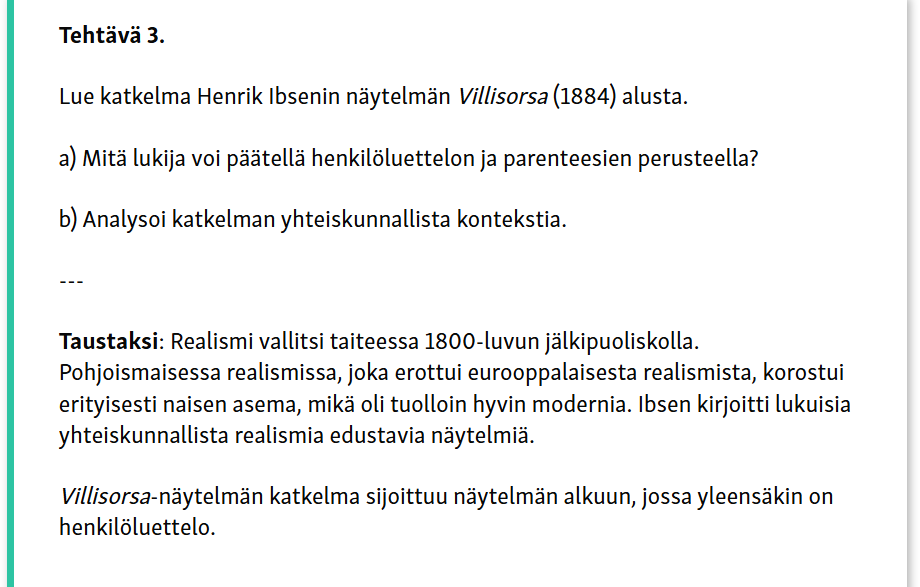 Tehtävä 3.
Lue katkelma Henrik Ibsenin näytelmän Villisorsa (1884) alusta.
a) Mitä lukija voi päätellä henkilöluettelon ja parenteesien perusteella?
b) Analysoi katkelman yhteiskunnallista kontekstia.
---
Taustaksi: Realismi vallitsi taiteessa 1800-luvun jälkipuoliskolla.
Pohjoismaisessa realismissa, joka erottui eurooppalaisesta realismista, korostui
erityisesti naisen asema, mikä oli tuolloin hyvin modernia. Ibsen kirjoitti lukuisia
yhteiskunnallista realismia edustavia näytelmiä.
Villisorsa-näytelmän katkelma sijoittuu näytelmän alkuun, jossa yleensäkin on
henkilöluettelo.